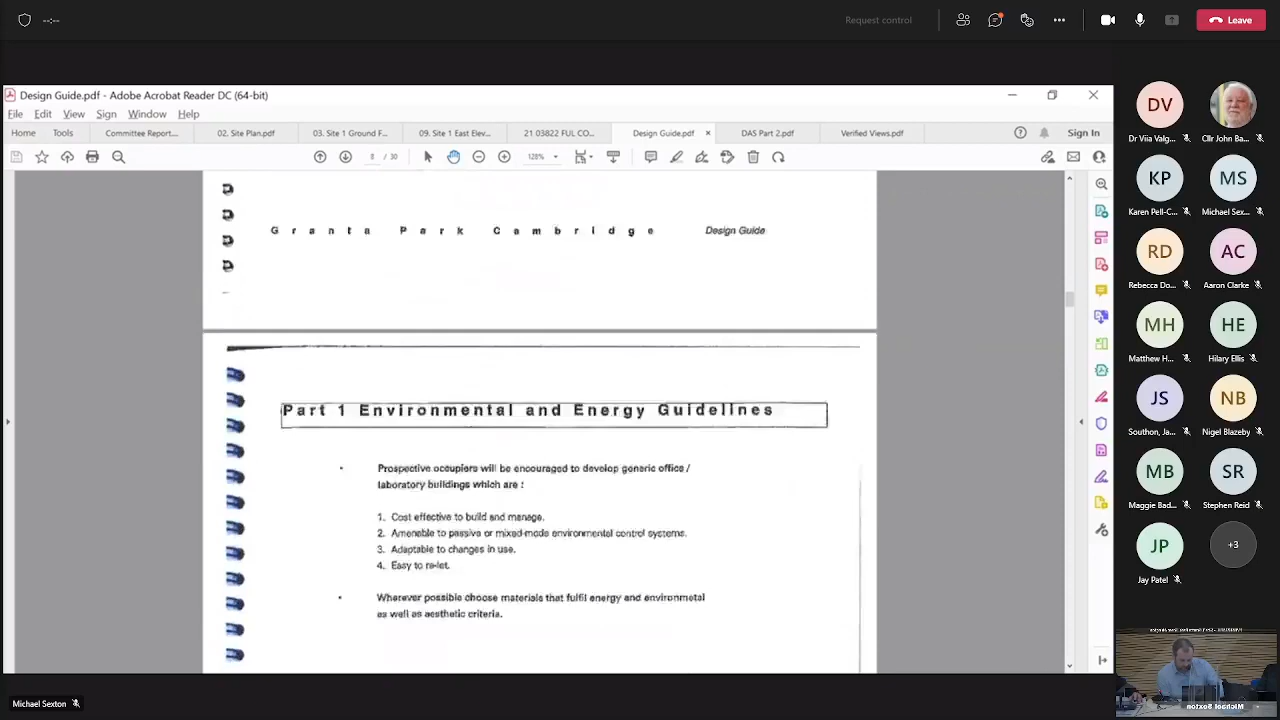 --:--
Request control
Leave
Design Guide.pdf - Adobe Acrobat Reader DC (64-bit)
File Edit View Sign Window Help
Home Tools Committee Report.... 02. Site Plan.pdf 03. Site 1 Ground F... 09. Site 1 East Elev... 21 03822 FUL CO... Design Guide.pdf × DAS Part 2.pdf Verified Views.pdf Sign In
8 / 30 128%
Granta Park Cambridge Design Guide
Part 1 Environmental and Energy Guidelines
· Prospective occupiers will be encouraged to develop generic office /
laboratory buildings which are :
1. Cost effective to build and manage.
2. Amenable to passive or mixed-mode environmental control systems.
3. Adaptable to changes in use.
4. Easy to re-let.
· Wherever possible choose materials that fulfil energy and environmetal
as well as aesthetic criteria.
Michael Sexton
DV
Dr Viia Vaig... Cllr John Ba...
KP MS
Karen Pell-C... Michael Sex...
RD AC
Rebecca Do... Aaron Clarke
MH HE
Matthew H... Hilary Ellis
JS NB
Southon, Ja... Nigel Blazeby
MB SR
Margie Bod... Stephen Reid
JP +3
Jay Patel
Michael Sexton